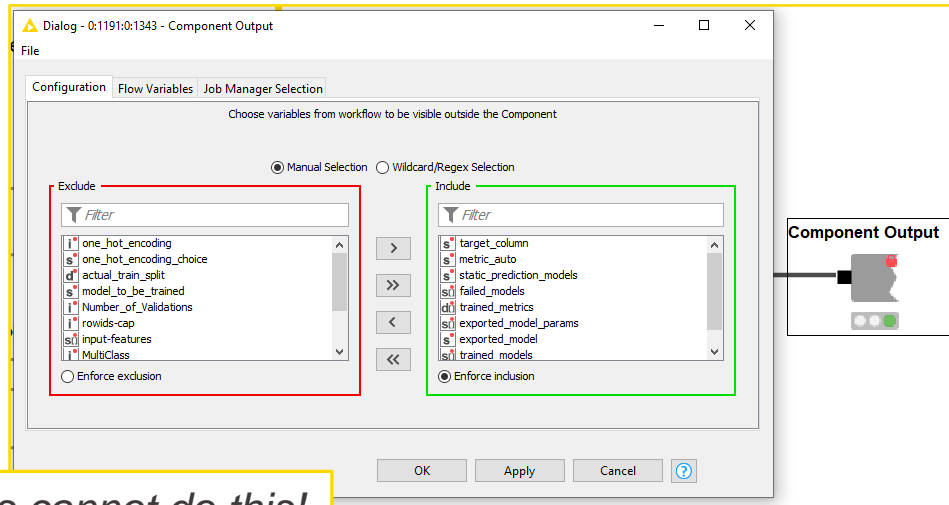 Dialog - 0:1191:0:1343 - Component Output
File
Configuration Flow Variables Job Manager Selection
Choose variables from workflow to be visible outside the Component
Manual Selection Wildcard/Regex Selection
Exclude
Filter
i one_hot_encoding
s one_hot_encoding_choice
d actual_train_split
s model_to_be_trained
i Number_of_Validations
i rowids-cap
s[] input-features
i MultiClass
Enforce exclusion
>
>>
<
<<
Include
Filter
s target_column
s metric_auto
s static_prediction_models
s[] failed_models
d[] trained_metrics
s[] exported_model_params
s exported_model
s[] trained_models
Enforce inclusion
OK Apply Cancel ?
Component Output
cannot do this!